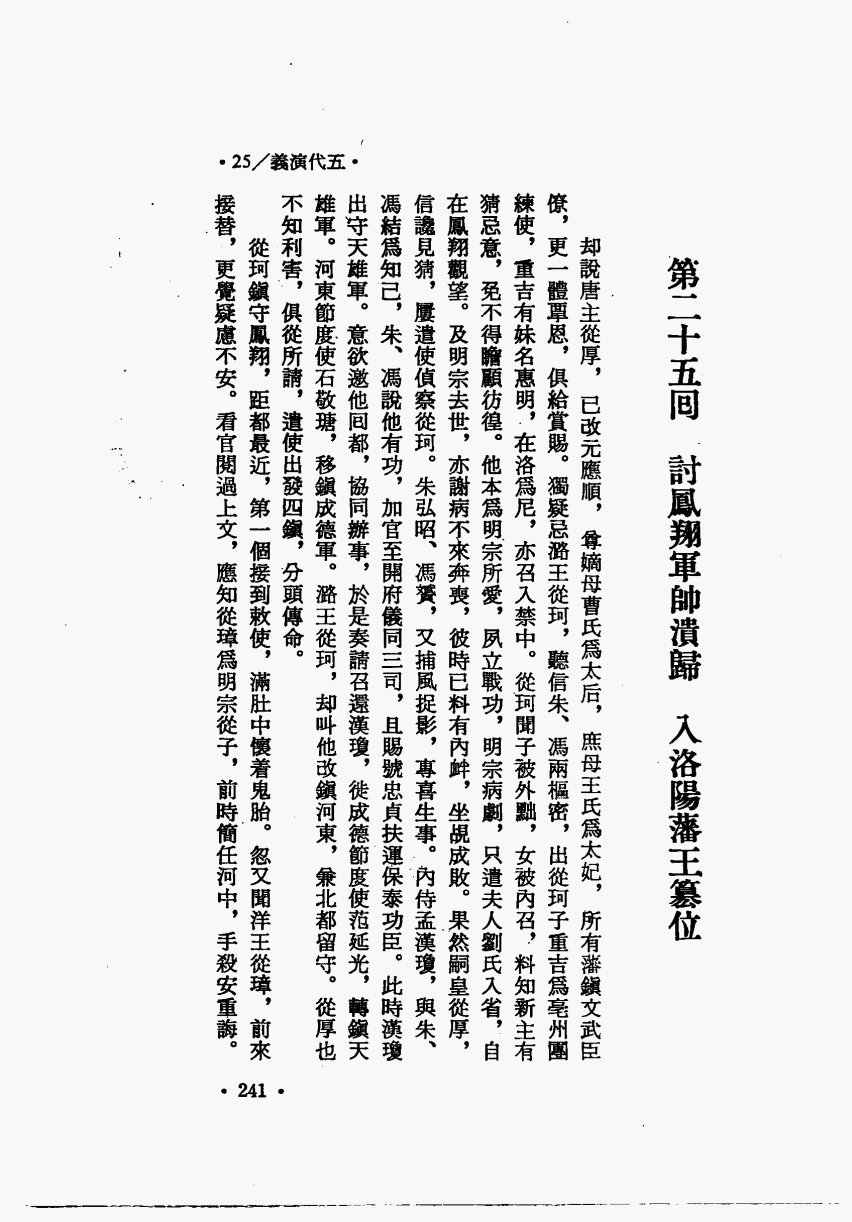 •25／義演代五•
第二十五回　討鳳翔軍帥潰歸　入洛陽藩王篡位
却說唐主從厚，已改元應順，尊嫡母曹氏爲太后，庶母王氏爲太妃，所有藩鎭文武臣
僚，更一體覃恩，俱給賞賜。獨疑忌潞王從珂，聽信朱、馮兩樞密，出從珂子重吉爲亳州團
練使，重吉有妹名惠明，在洛爲尼，亦召入禁中。從珂聞子被外黜，女被內召，料知新主有
猜忌意，免不得瞻顧彷徨。他本爲明宗所愛，夙立戰功，明宗病劇，只遣夫人劉氏入省，自
在鳳翔觀望。及明宗去世，亦謝病不來奔喪，彼時已料有內衅，坐覘成敗。果然嗣皇從厚，
信讒見猜，屢遣使偵察從珂。朱弘昭、馮贇，又捕風捉影，專喜生事。內侍孟漢瓊，與朱、
馮結爲知己，朱、馮說他有功，加官至開府儀同三司，且賜號忠貞扶運保泰功臣。此時漢瓊
出守天雄軍。意欲邀他回都，協同辦事，於是奏請召還漢瓊，徙成德節度使范延光，轉鎭天
雄軍。河東節度使石敬瑭，移鎭成德軍。潞王從珂，却叫他改鎭河東，兼北都留守。從厚也
不知利害，俱從所請，遣使出發四鎭，分頭傳命。
從珂鎭守鳳翔，距都最近，第一個接到敕使，滿肚中懷着鬼胎。忽又聞洋王從璋，前來
接替，更覺疑慮不安。看官閱過上文，應知從璋爲明宗從子，前時簡任河中，手殺安重誨。
•241•